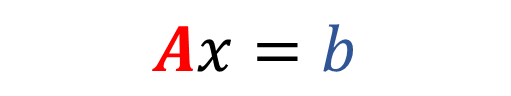 Ax = b